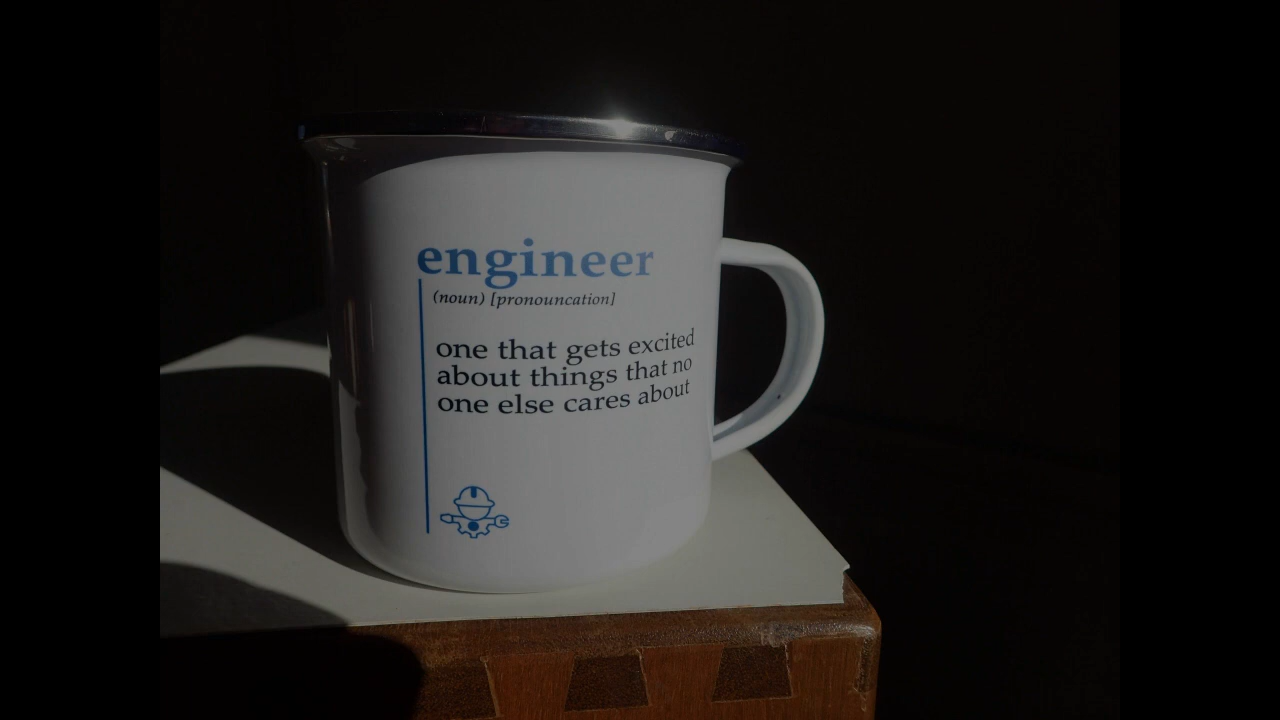 engineer
(noun) [pronouncation]
one that gets excited
about things that no
one else cares about